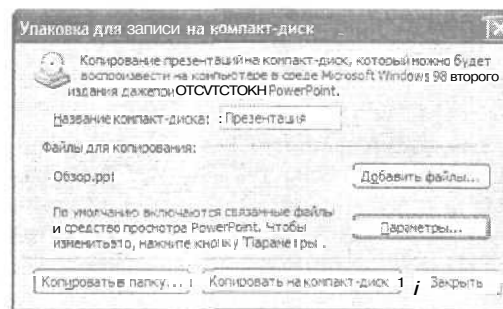 Упаковка для записи на компакт-диск
Копирование презентаций на компакт-диск, который можно будет
воспроизвести на компьютере в среде Microsoft Windows 98 второго
издания дажепри ОТСVТСТОКН PowerPoint.
Название компакт-диска: : Презентация
Файлы для копирования:
Обзор.ppt
Добавить файлы...
По умолчанию включаются связанные файлы
и средство просмотра PowerPoint. Чтобы
изменить это, нажмите кнопку "Параметры .
Параметры...
Копировать в папку... Копировать на компакт-диск 1 i Закрыть